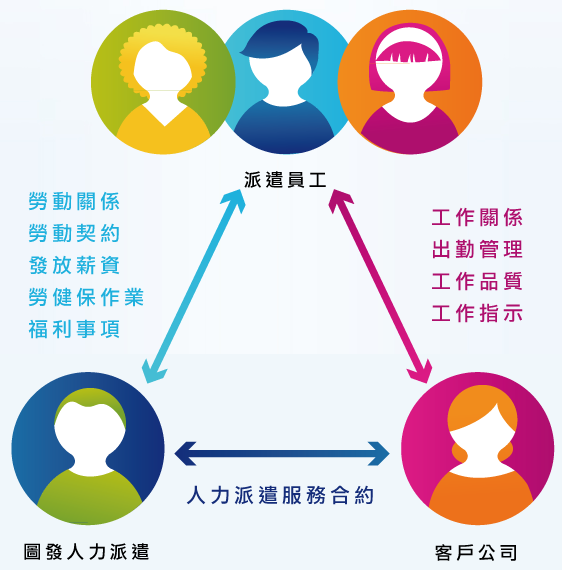 派遣員工
勞動關係
勞動契約
發放薪資
勞健保作業
福利事項
工作關係
出勤管理
工作品質
工作指示
人力派遣服務合約
圖發人力派遣
客戶公司